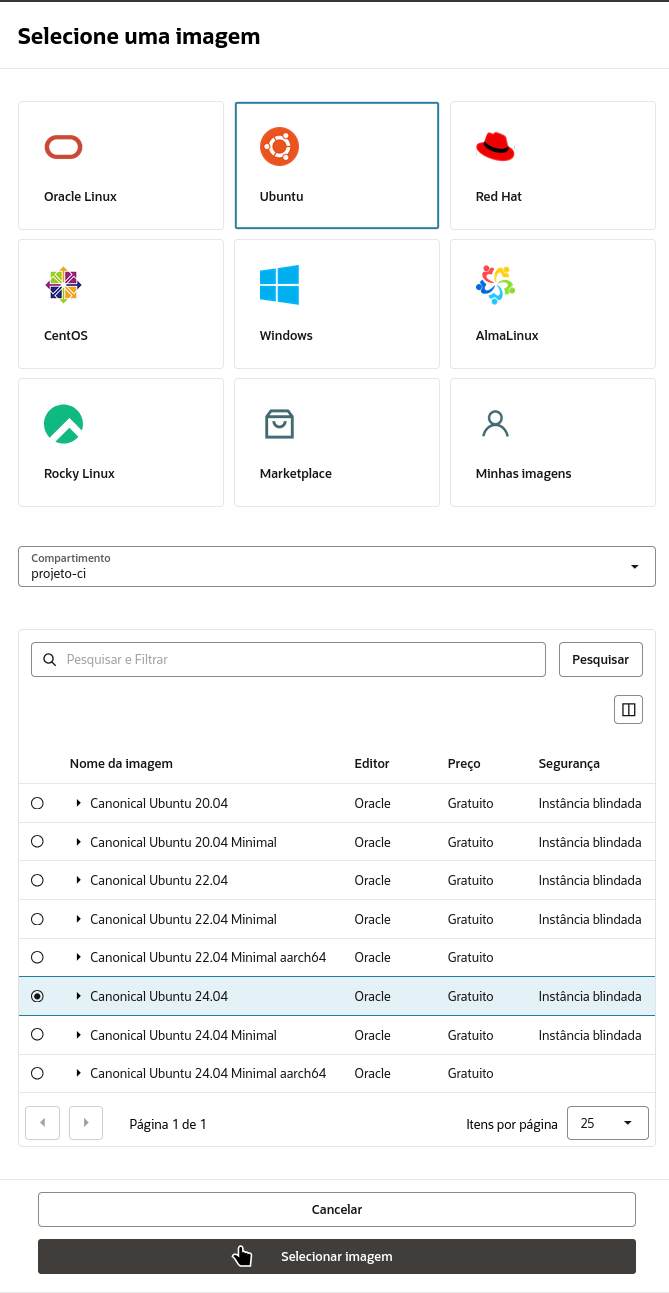 Selecione uma imagem
Oracle Linux
Ubuntu
Red Hat
CentOS
Windows
AlmaLinux
Rocky Linux
Marketplace
Minhas imagens
Compartimento
projeto-ci
Pesquisar e Filtrar
Pesquisar
Nome da imagem Editor Preço Segurança
Canonical Ubuntu 20.04 Oracle Gratuito Instância blindada
Canonical Ubuntu 20.04 Minimal Oracle Gratuito Instância blindada
Canonical Ubuntu 22.04 Oracle Gratuito Instância blindada
Canonical Ubuntu 22.04 Minimal Oracle Gratuito Instância blindada
Canonical Ubuntu 22.04 Minimal aarch64 Oracle Gratuito
Canonical Ubuntu 24.04 Oracle Gratuito Instância blindada
Canonical Ubuntu 24.04 Minimal Oracle Gratuito Instância blindada
Canonical Ubuntu 24.04 Minimal aarch64 Oracle Gratuito
Página 1 de 1 Itens por página 25
Cancelar
Selecionar imagem